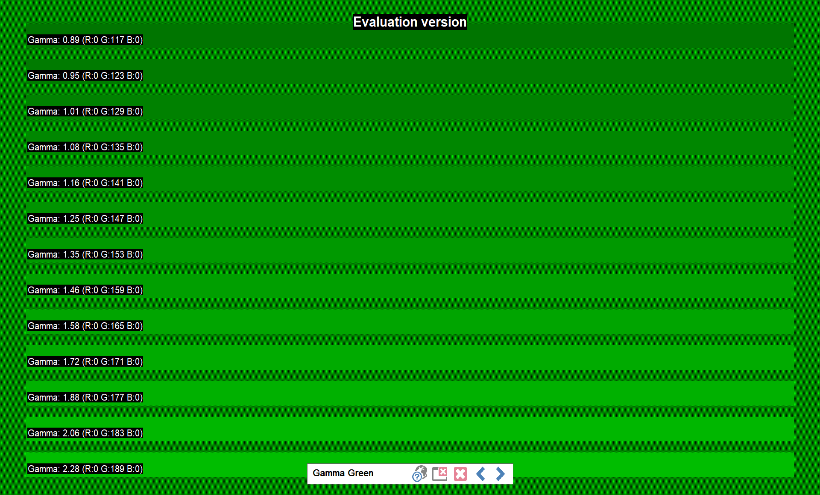 Evaluation version
Gamma: 0.89 (R:0 G:117 B:0)
Gamma: 0.95 (R:0 G:123 B:0)
Gamma: 1.01 (R:0 G:129 B:0)
Gamma: 1.08 (R:0 G:135 B:0)
Gamma: 1.16 (R:0 G:141 B:0)
Gamma: 1.25 (R:0 G:147 B:0)
Gamma: 1.35 (R:0 G:153 B:0)
Gamma: 1.46 (R:0 G:159 B:0)
Gamma: 1.58 (R:0 G:165 B:0)
Gamma: 1.72 (R:0 G:171 B:0)
Gamma: 1.88 (R:0 G:177 B:0)
Gamma: 2.06 (R:0 G:183 B:0)
Gamma: 2.28 (R:0 G:189 B:0)
Gamma Green